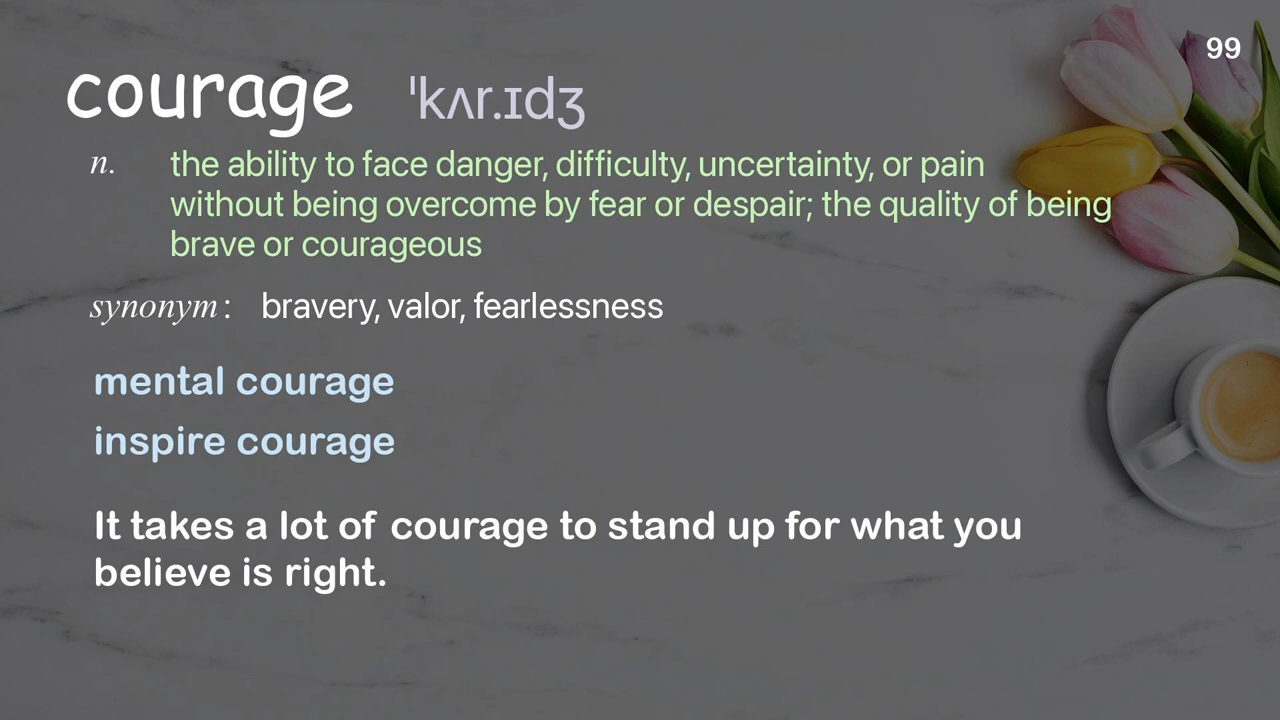 99
courage ˈkʌr.ɪdʒ
n. the ability to face danger, difficulty, uncertainty, or pain
without being overcome by fear or despair; the quality of being
brave or courageous
synonym: bravery, valor, fearlessness
mental courage
inspire courage
It takes a lot of courage to stand up for what you
believe is right.